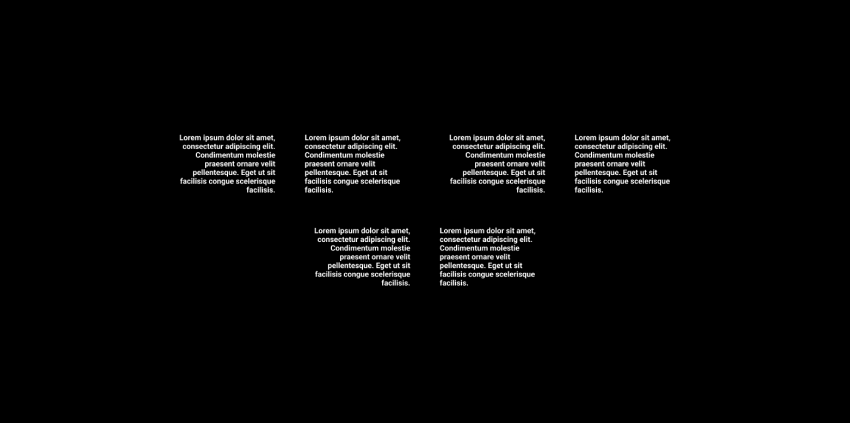 Lorem ipsum dolor sit amet,
consectetur adipiscing elit.
Condimentum molestie
praesent ornare velit
pellentesque. Eget ut sit
facilisis congue scelerisque
facilisis.
Lorem ipsum dolor sit amet,
consectetur adipiscing elit.
Condimentum molestie
praesent ornare velit
pellentesque. Eget ut sit
facilisis congue scelerisque
facilisis.
Lorem ipsum dolor sit amet,
consectetur adipiscing elit.
Condimentum molestie
praesent ornare velit
pellentesque. Eget ut sit
facilisis congue scelerisque
facilisis.
Lorem ipsum dolor sit amet,
consectetur adipiscing elit.
Condimentum molestie
praesent ornare velit
pellentesque. Eget ut sit
facilisis congue scelerisque
facilisis.
Lorem ipsum dolor sit amet,
consectetur adipiscing elit.
Condimentum molestie
praesent ornare velit
pellentesque. Eget ut sit
facilisis congue scelerisque
facilisis.
Lorem ipsum dolor sit amet,
consectetur adipiscing elit.
Condimentum molestie
praesent ornare velit
pellentesque. Eget ut sit
facilisis congue scelerisque
facilisis.